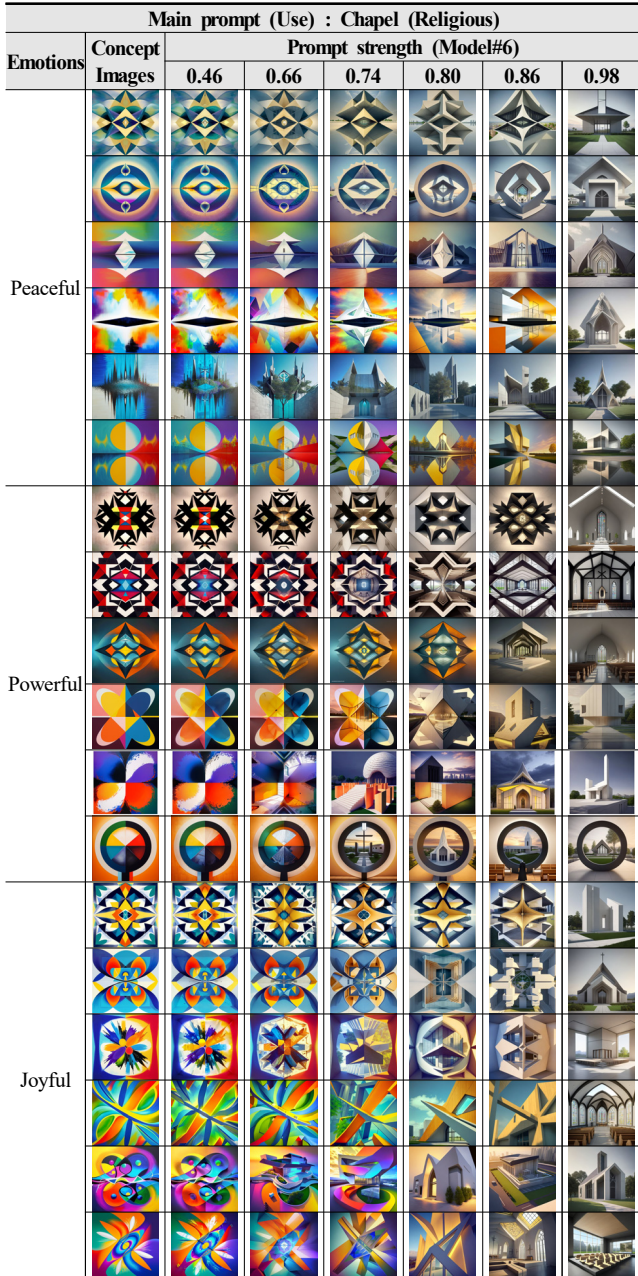 Main prompt (Use) : Chapel (Religious)
Emotions
Concept Images
Prompt strength (Model#6)
0.46 0.66 0.74 0.80 0.86 0.98
Peaceful
Powerful
Joyful